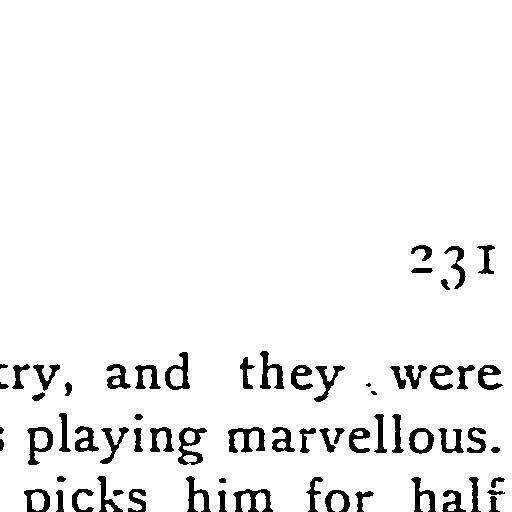 231
try, and they were
s playing marvellous.
picks him for half